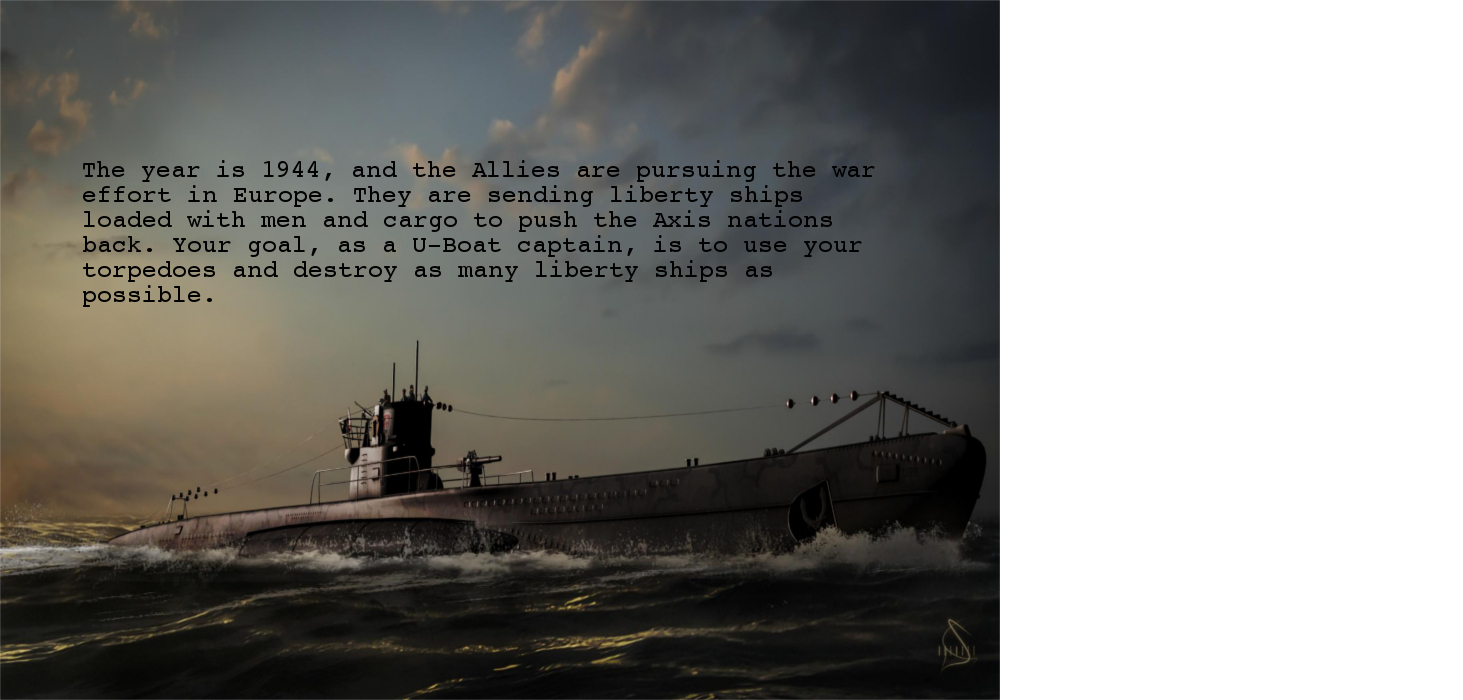 The year is 1944, and the Allies are pursuing the war
effort in Europe. They are sending liberty ships
loaded with men and cargo to push the Axis nations
back. Your goal, as a U-Boat captain, is to use your
torpedoes and destroy as many liberty ships as
possible.